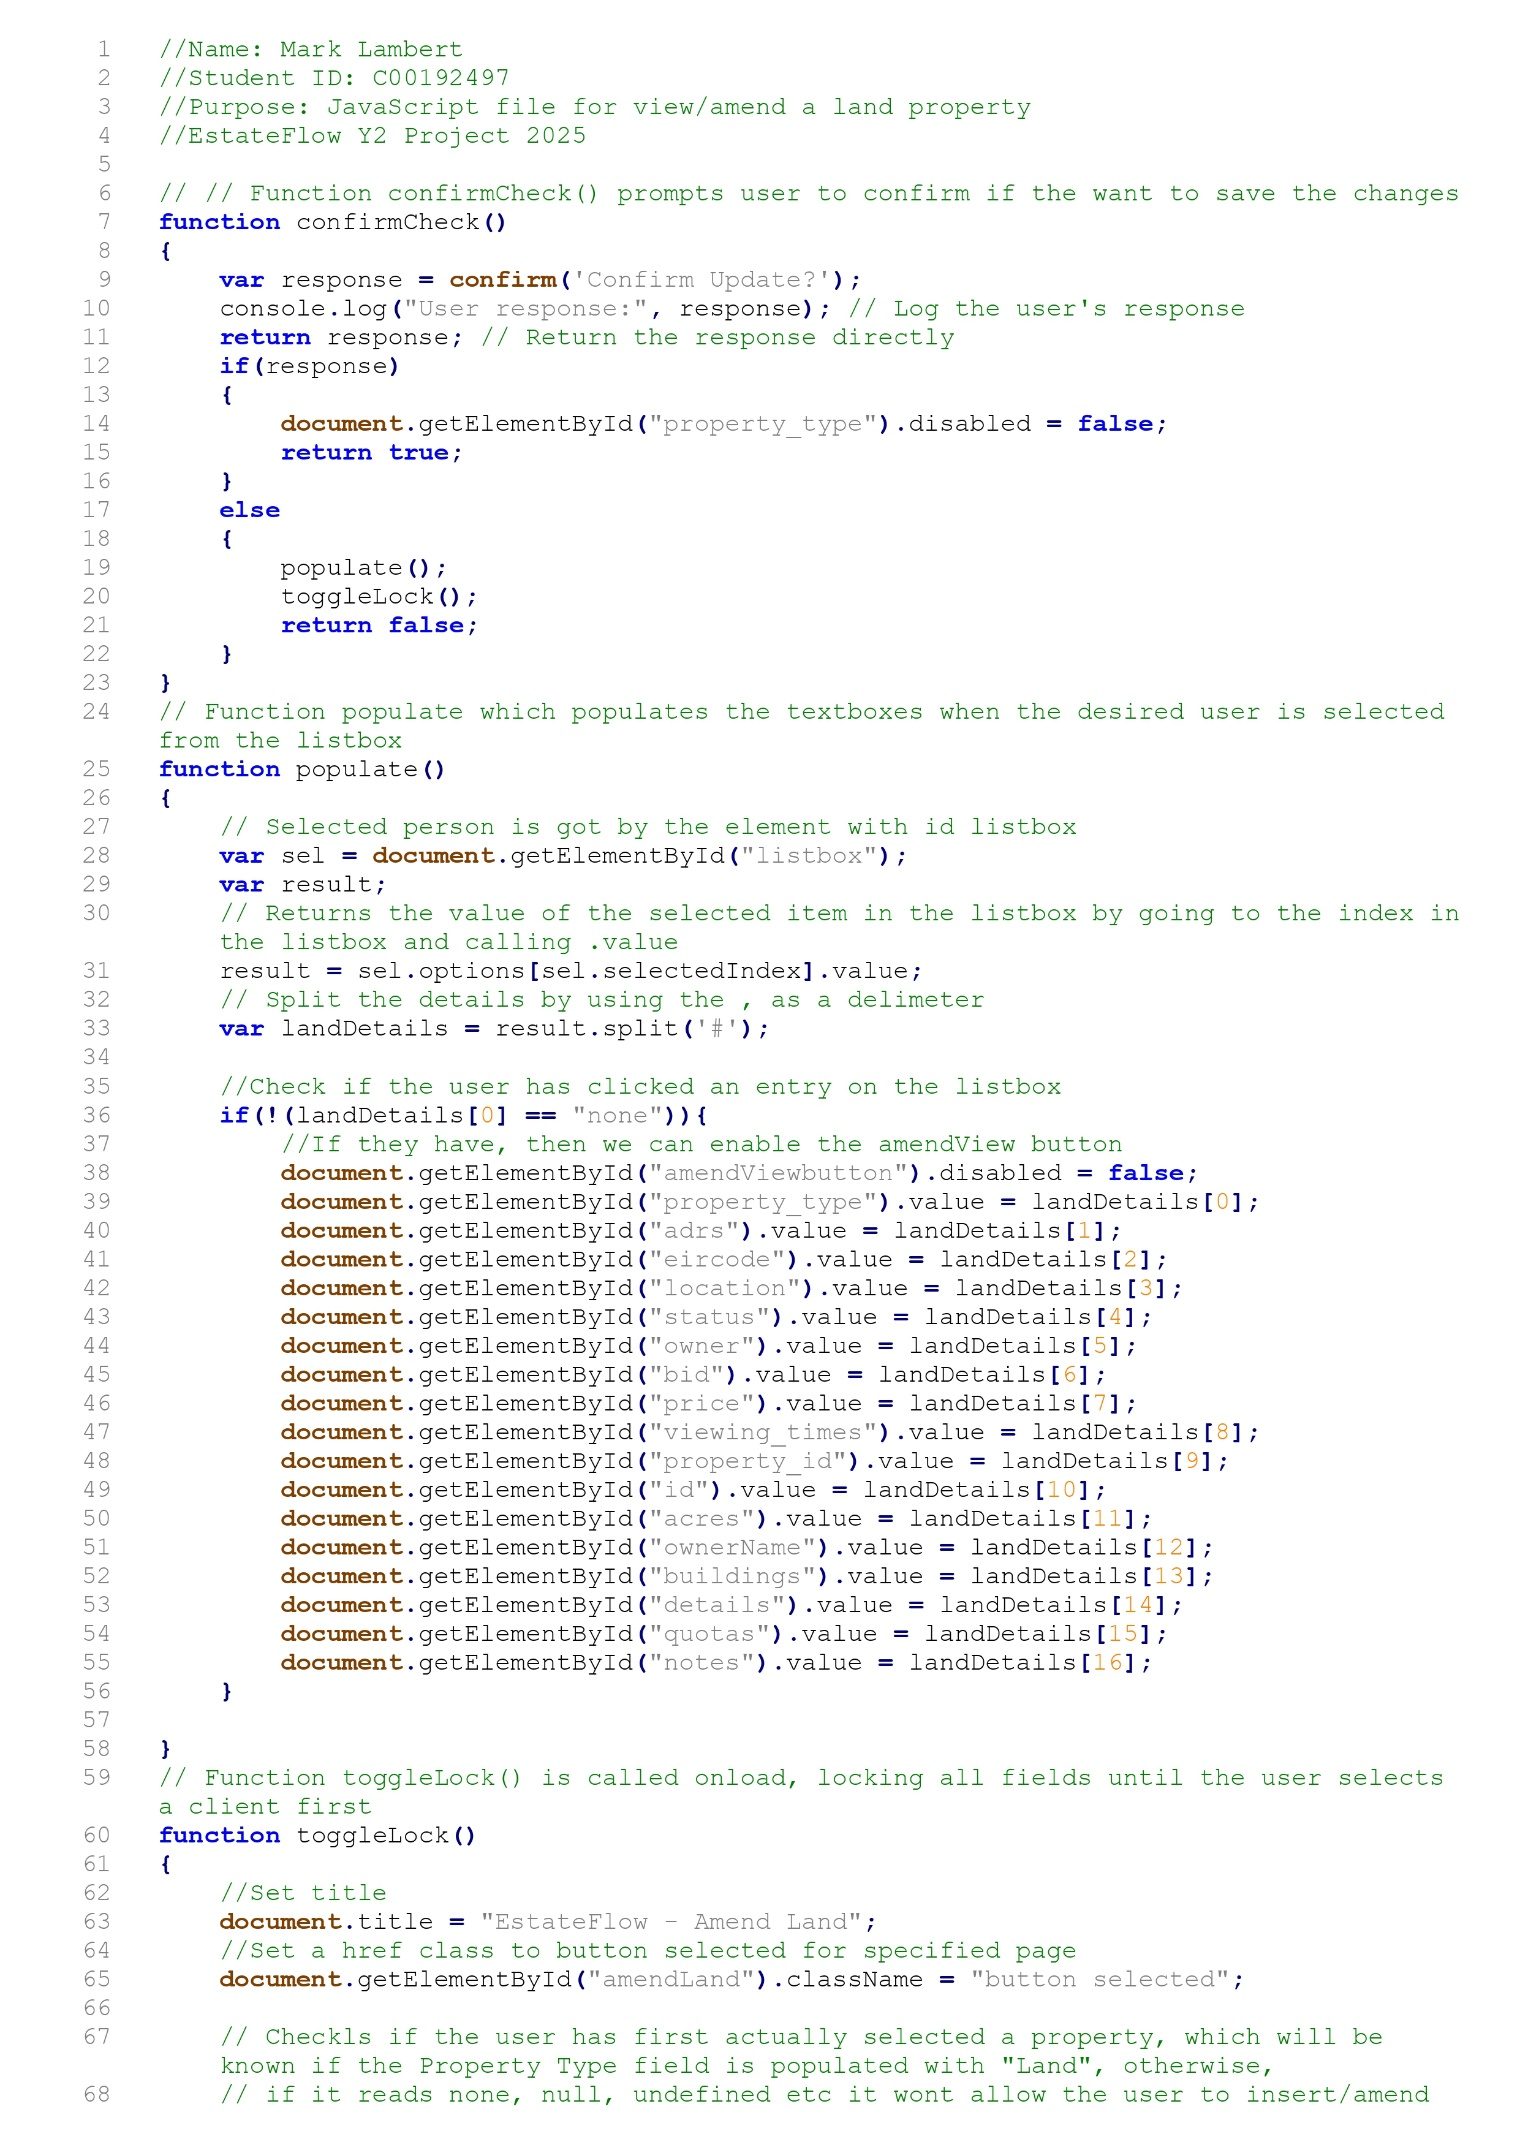 1 //Name: Mark Lambert
2 //Student ID: C00192497
3 //Purpose: JavaScript file for view/amend a land property
4 //EstateFlow Y2 Project 2025
5
6 // // Function confirmCheck() prompts user to confirm if the want to save the changes
7 function confirmCheck()
8 {
9     var response = confirm('Confirm Update?');
10     console.log("User response:", response); // Log the user's response
11     return response; // Return the response directly
12     if(response)
13     {
14         document.getElementById("property_type").disabled = false;
15         return true;
16     }
17     else
18     {
19         populate();
20         toggleLock();
21         return false;
22     }
23 }
24 // Function populate which populates the textboxes when the desired user is selected
from the listbox
25 function populate()
26 {
27     // Selected person is got by the element with id listbox
28     var sel = document.getElementById("listbox");
29     var result;
30     // Returns the value of the selected item in the listbox by going to the index in
the listbox and calling .value
31     result = sel.options[sel.selectedIndex].value;
32     // Split the details by using the , as a delimeter
33     var landDetails = result.split('#');
34
35     //Check if the user has clicked an entry on the listbox
36     if(!(landDetails[0] == "none")){
37         //If they have, then we can enable the amendView button
38         document.getElementById("amendViewbutton").disabled = false;
39         document.getElementById("property_type").value = landDetails[0];
40         document.getElementById("adrs").value = landDetails[1];
41         document.getElementById("eircode").value = landDetails[2];
42         document.getElementById("location").value = landDetails[3];
43         document.getElementById("status").value = landDetails[4];
44         document.getElementById("owner").value = landDetails[5];
45         document.getElementById("bid").value = landDetails[6];
46         document.getElementById("price").value = landDetails[7];
47         document.getElementById("viewing_times").value = landDetails[8];
48         document.getElementById("property_id").value = landDetails[9];
49         document.getElementById("id").value = landDetails[10];
50         document.getElementById("acres").value = landDetails[11];
51         document.getElementById("ownerName").value = landDetails[12];
52         document.getElementById("buildings").value = landDetails[13];
53         document.getElementById("details").value = landDetails[14];
54         document.getElementById("quotas").value = landDetails[15];
55         document.getElementById("notes").value = landDetails[16];
56     }
57
58 }
59 // Function toggleLock() is called onload, locking all fields until the user selects
a client first
60 function toggleLock()
61 {
62     //Set title
63     document.title = "EstateFlow - Amend Land";
64     //Set a href class to button selected for specified page
65     document.getElementById("amendLand").className = "button selected";
66
67     // Checkls if the user has first actually selected a property, which will be
known if the Property Type field is populated with "Land", otherwise,
68     // if it reads none, null, undefined etc it wont allow the user to insert/amend